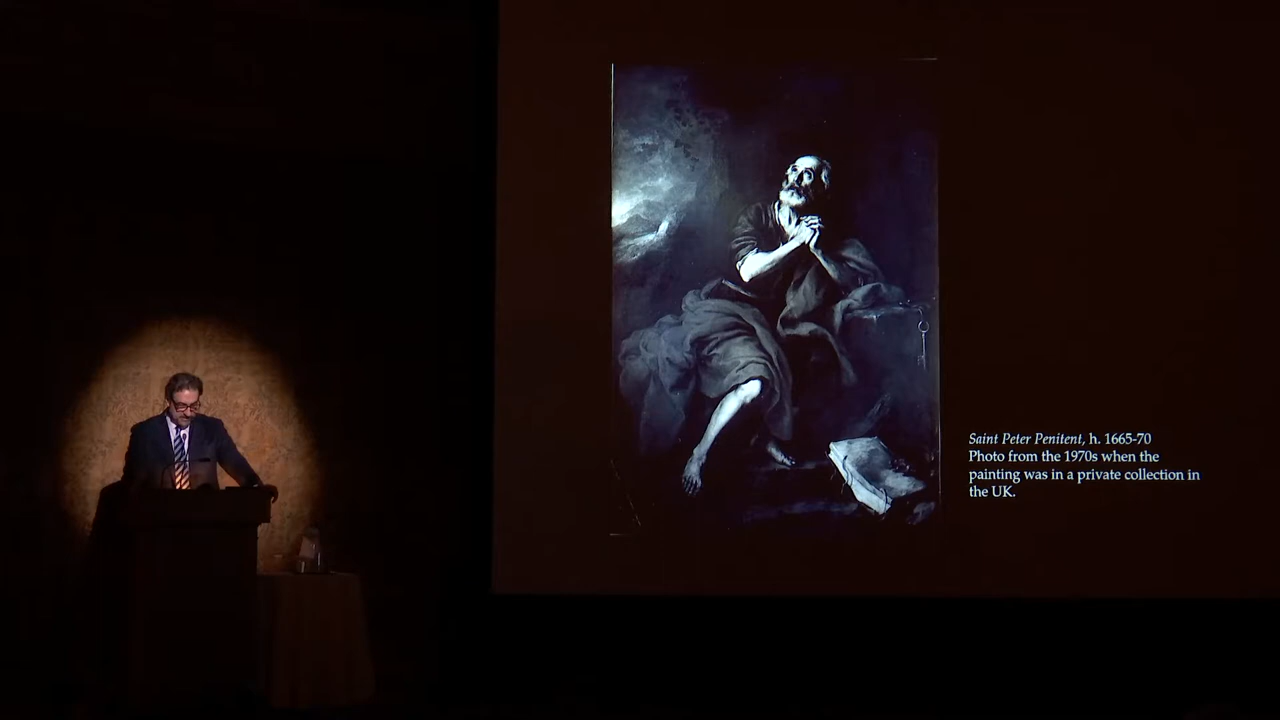 Saint Peter Penitent, h. 1665-70
Photo from the 1970s when the
painting was in a private collection in
the UK.